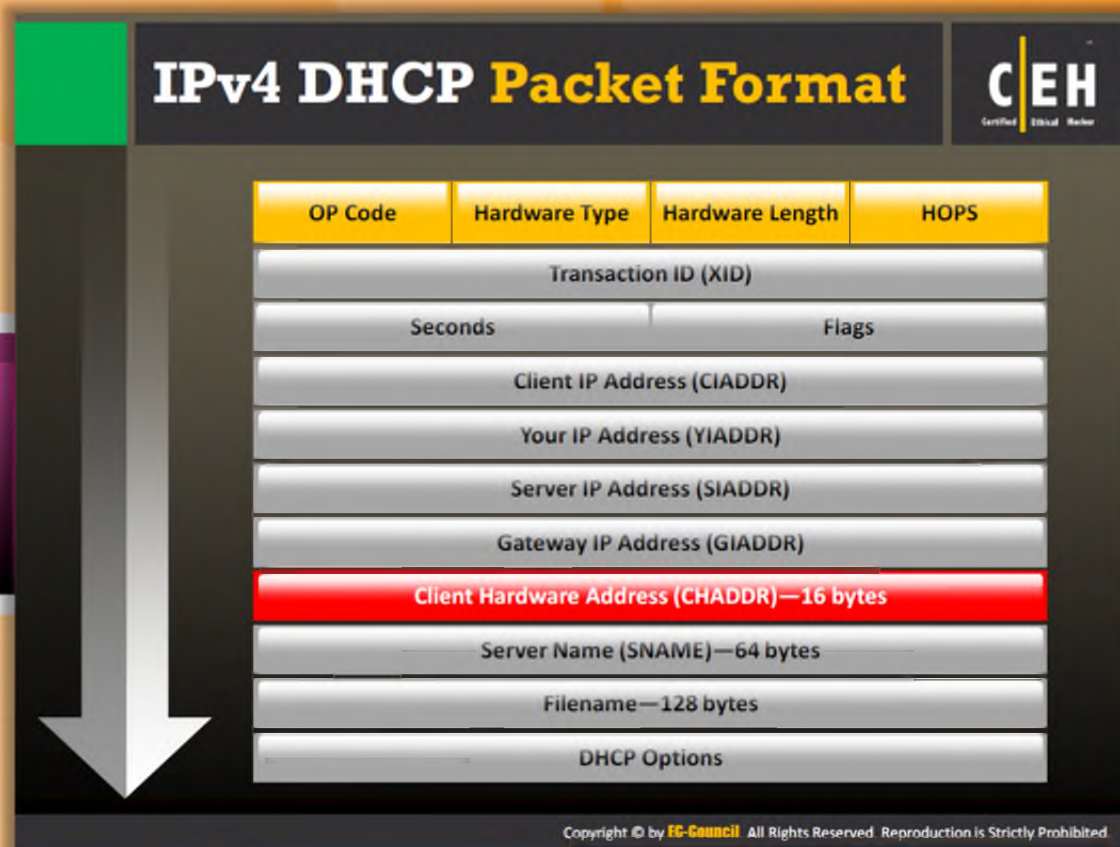 IPv4 DHCP Packet Format
C|EH
Certified Ethical Hacker
OP Code Hardware Type Hardware Length HOPS
Transaction ID (XID)
Seconds Flags
Client IP Address (CIADDR)
Your IP Address (YIADDR)
Server IP Address (SIADDR)
Gateway IP Address (GIADDR)
Client Hardware Address (CHADDR)—16 bytes
Server Name (SNAME)—64 bytes
Filename—128 bytes
DHCP Options
Copyright © by EC-Council All Rights Reserved. Reproduction is Strictly Prohibited.